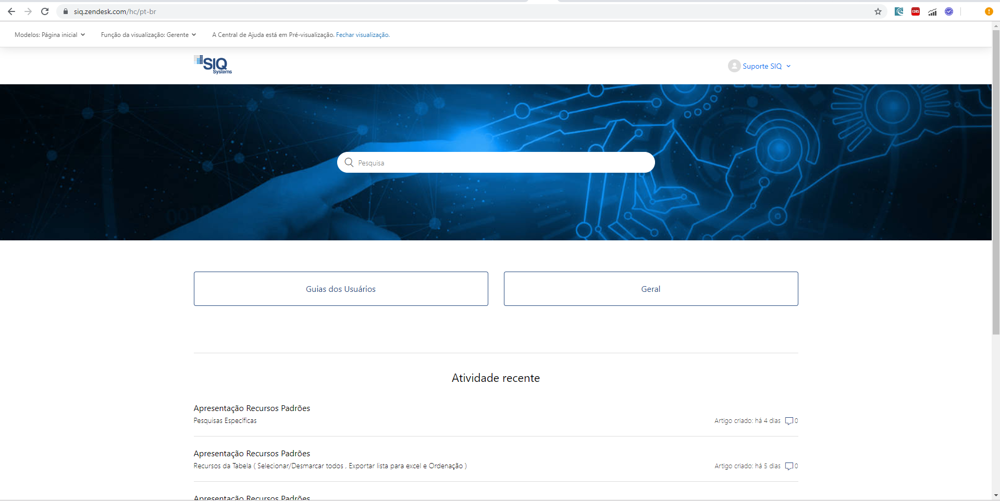 siq.zendesk.com/hc/pt-br
CORS
Modelos: Página inicial
Função da visualização: Gerente
A Central de Ajuda está em Pré-visualização. Fechar visualização.
SIQ
Systems
Suporte SIQ
Pesquisa
Guias dos Usuários
Geral
Atividade recente
Apresentação Recursos Padrões
Pesquisas Específicas
Artigo criado: há 4 dias 0
Apresentação Recursos Padrões
Recursos da Tabela ( Selecionar/Desmarcar todos , Exportar lista para excel e Ordenação )
Artigo criado: há 5 dias 0
Apresentação Recursos Padrões